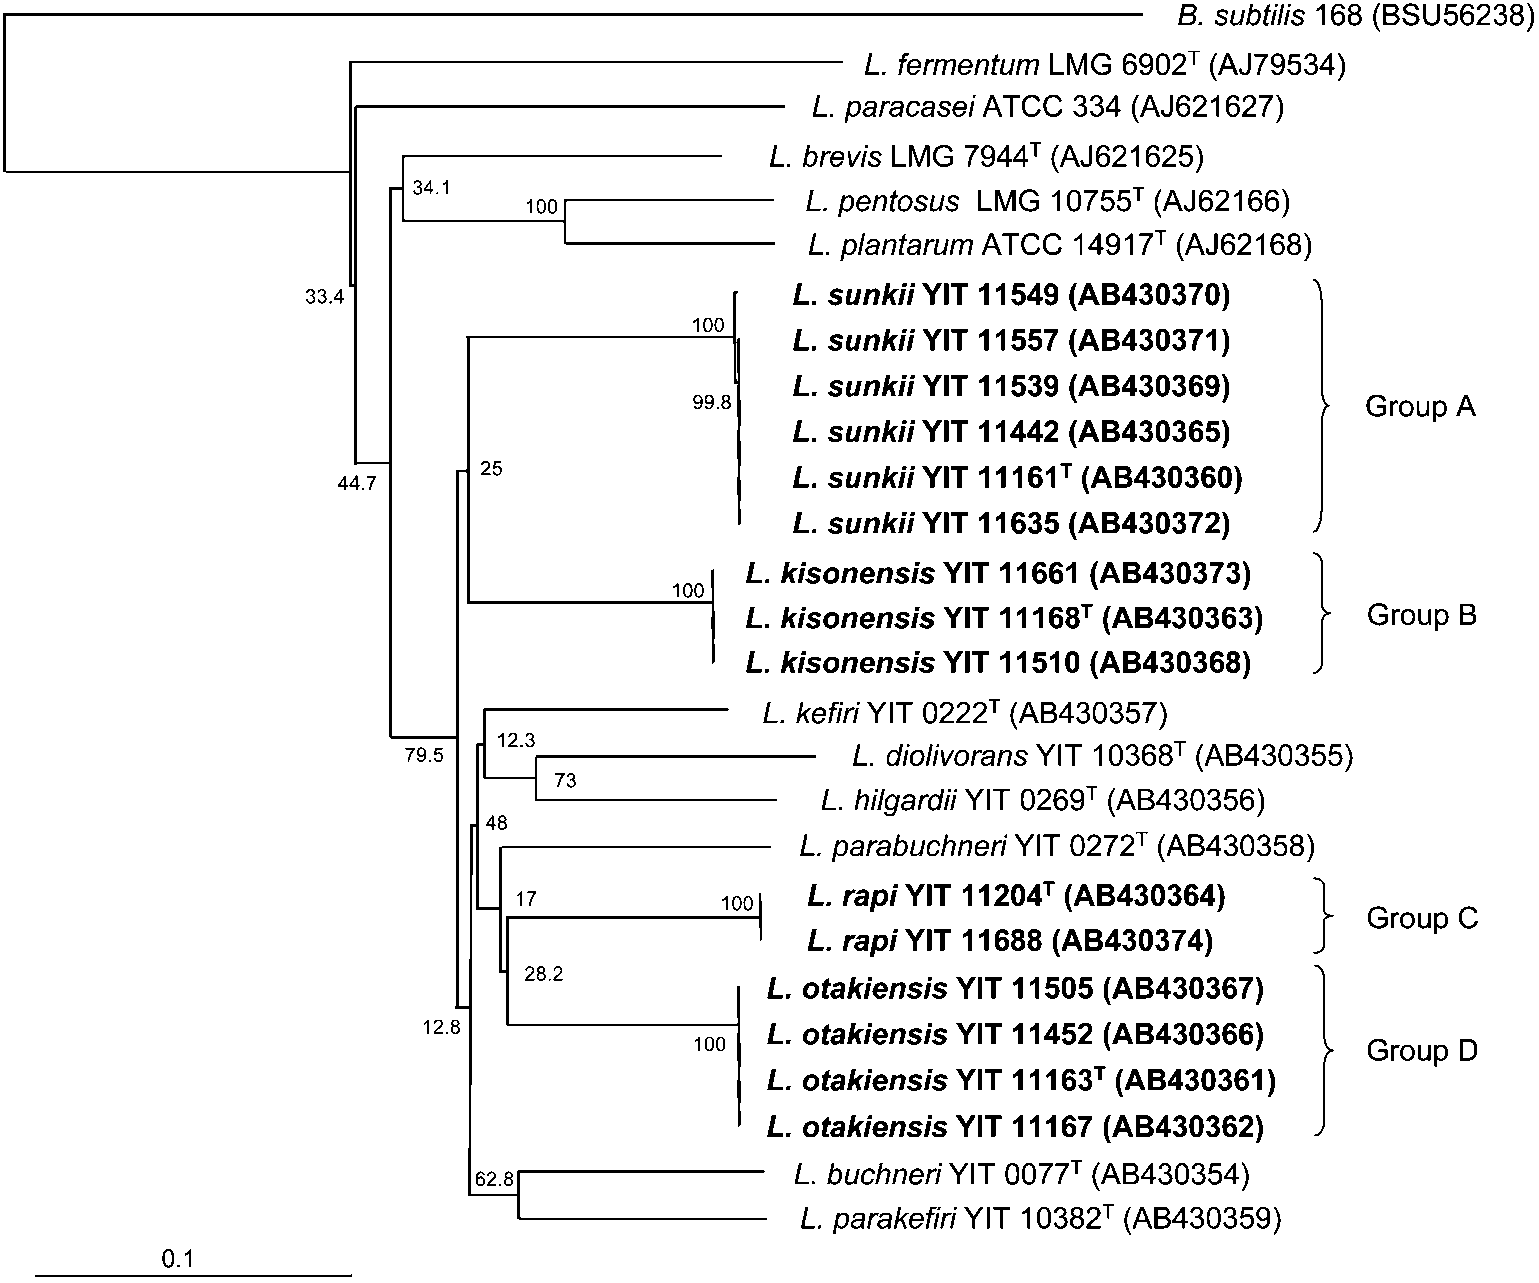 B. subtilis 168 (BSU56238)
L. fermentum LMG 6902ᵀ (AJ79534)
L. paracasei ATCC 334 (AJ621627)
L. brevis LMG 7944ᵀ (AJ621625)
34.1
100
L. pentosus LMG 10755ᵀ (AJ62166)
L. plantarum ATCC 14917ᵀ (AJ62168)
33.4
L. sunkii YIT 11549 (AB430370)
100
L. sunkii YIT 11557 (AB430371)
L. sunkii YIT 11539 (AB430369)
99.8
Group A
L. sunkii YIT 11442 (AB430365)
25
L. sunkii YIT 11161ᵀ (AB430360)
44.7
L. sunkii YIT 11635 (AB430372)
L. kisonensis YIT 11661 (AB430373)
100
L. kisonensis YIT 11168ᵀ (AB430363)
Group B
L. kisonensis YIT 11510 (AB430368)
L. kefiri YIT 0222ᵀ (AB430357)
12.3
79.5
L. diolivorans YIT 10368ᵀ (AB430355)
73
L. hilgardii YIT 0269ᵀ (AB430356)
48
L. parabuchneri YIT 0272ᵀ (AB430358)
17
100
L. rapi YIT 11204ᵀ (AB430364)
Group C
L. rapi YIT 11688 (AB430374)
28.2
L. otakiensis YIT 11505 (AB430367)
12.8
L. otakiensis YIT 11452 (AB430366)
100
Group D
L. otakiensis YIT 11163ᵀ (AB430361)
L. otakiensis YIT 11167 (AB430362)
62.8
L. buchneri YIT 0077ᵀ (AB430354)
L. parakefiri YIT 10382ᵀ (AB430359)
0.1